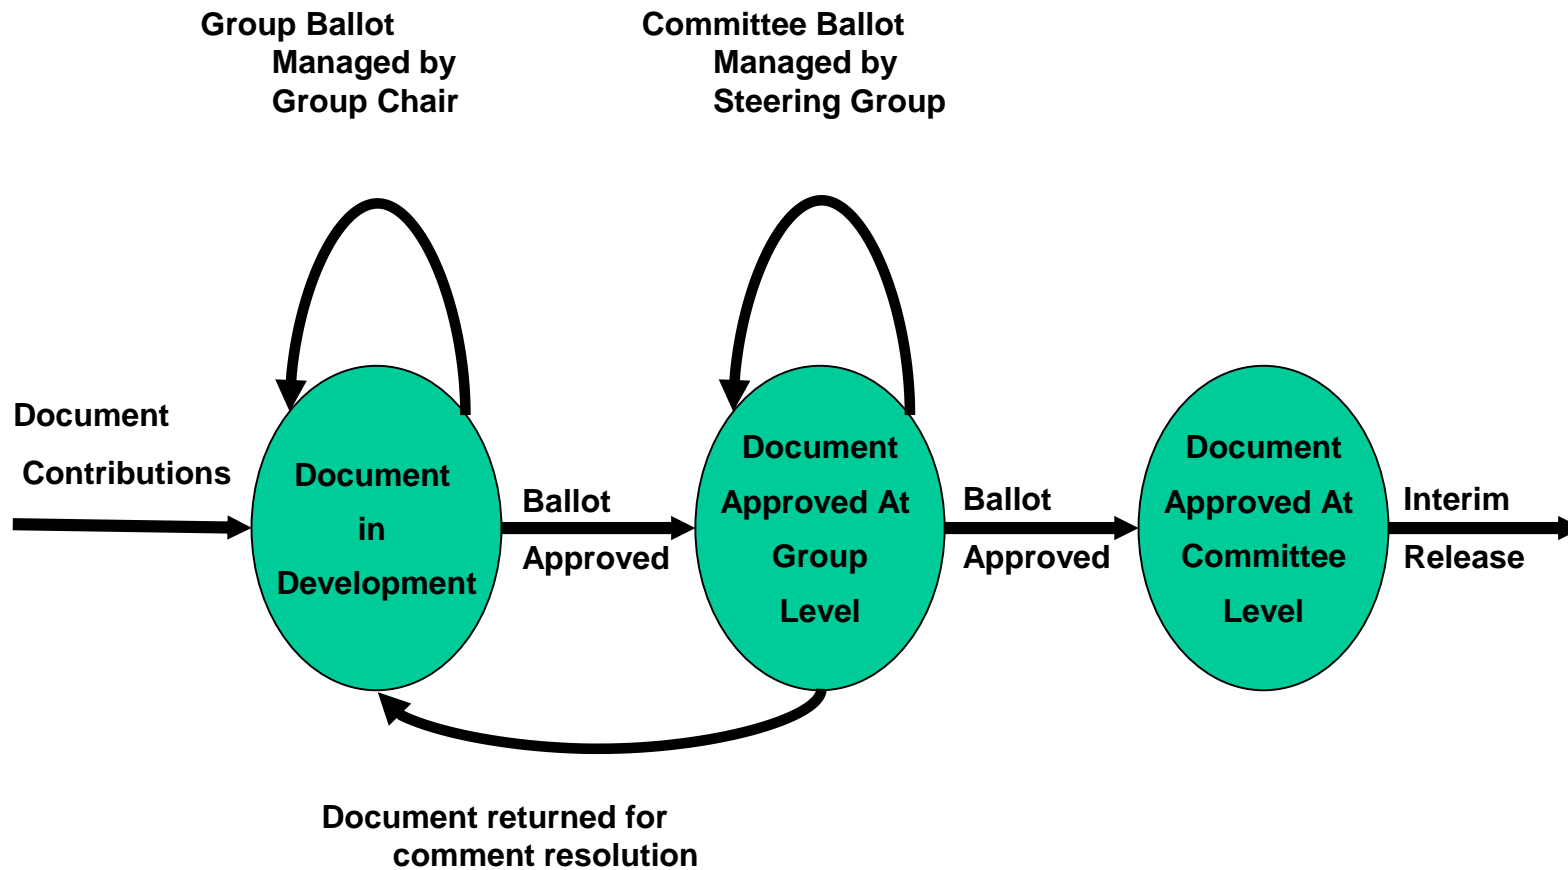 Group Ballot
Managed by
Group Chair
Committee Ballot
Managed by
Steering Group
Document
Contributions
Document
in
Development
Ballot
Approved
Document
Approved At
Group
Level
Ballot
Approved
Document
Approved At
Committee
Level
Interim
Release
Document returned for
comment resolution